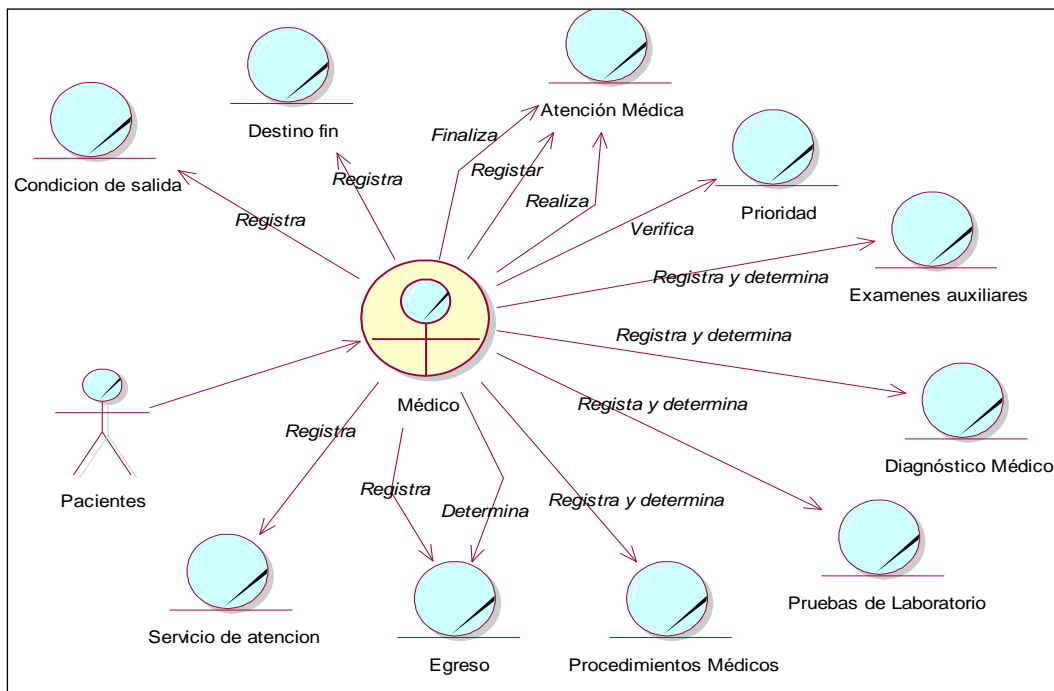 Destino fin
Atención Médica
Finaliza
Registar
Registra
Realiza
Condicion de salida
Registra
Prioridad
Verifica
Registra y determina
Examenes auxiliares
Registra y determina
Médico
Regista y determina
Registra
Diagnóstico Médico
Pacientes
Registra
Determina
Registra y determina
Pruebas de Laboratorio
Servicio de atencion
Egreso
Procedimientos Médicos